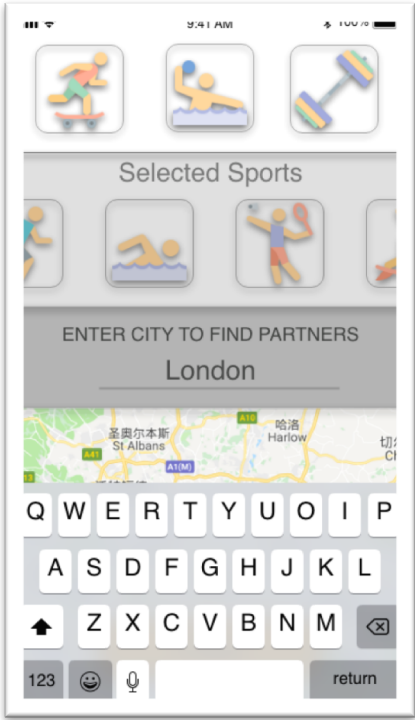 9:41 AM 100%
Selected Sports
ENTER CITY TO FIND PARTNERS
London
A10
圣奥尔本斯
St Albans
哈洛
Harlow
A41
A1(M)
Q W E R T Y U I O P
A S D F G H J K L
Z X C V B N M
123 return